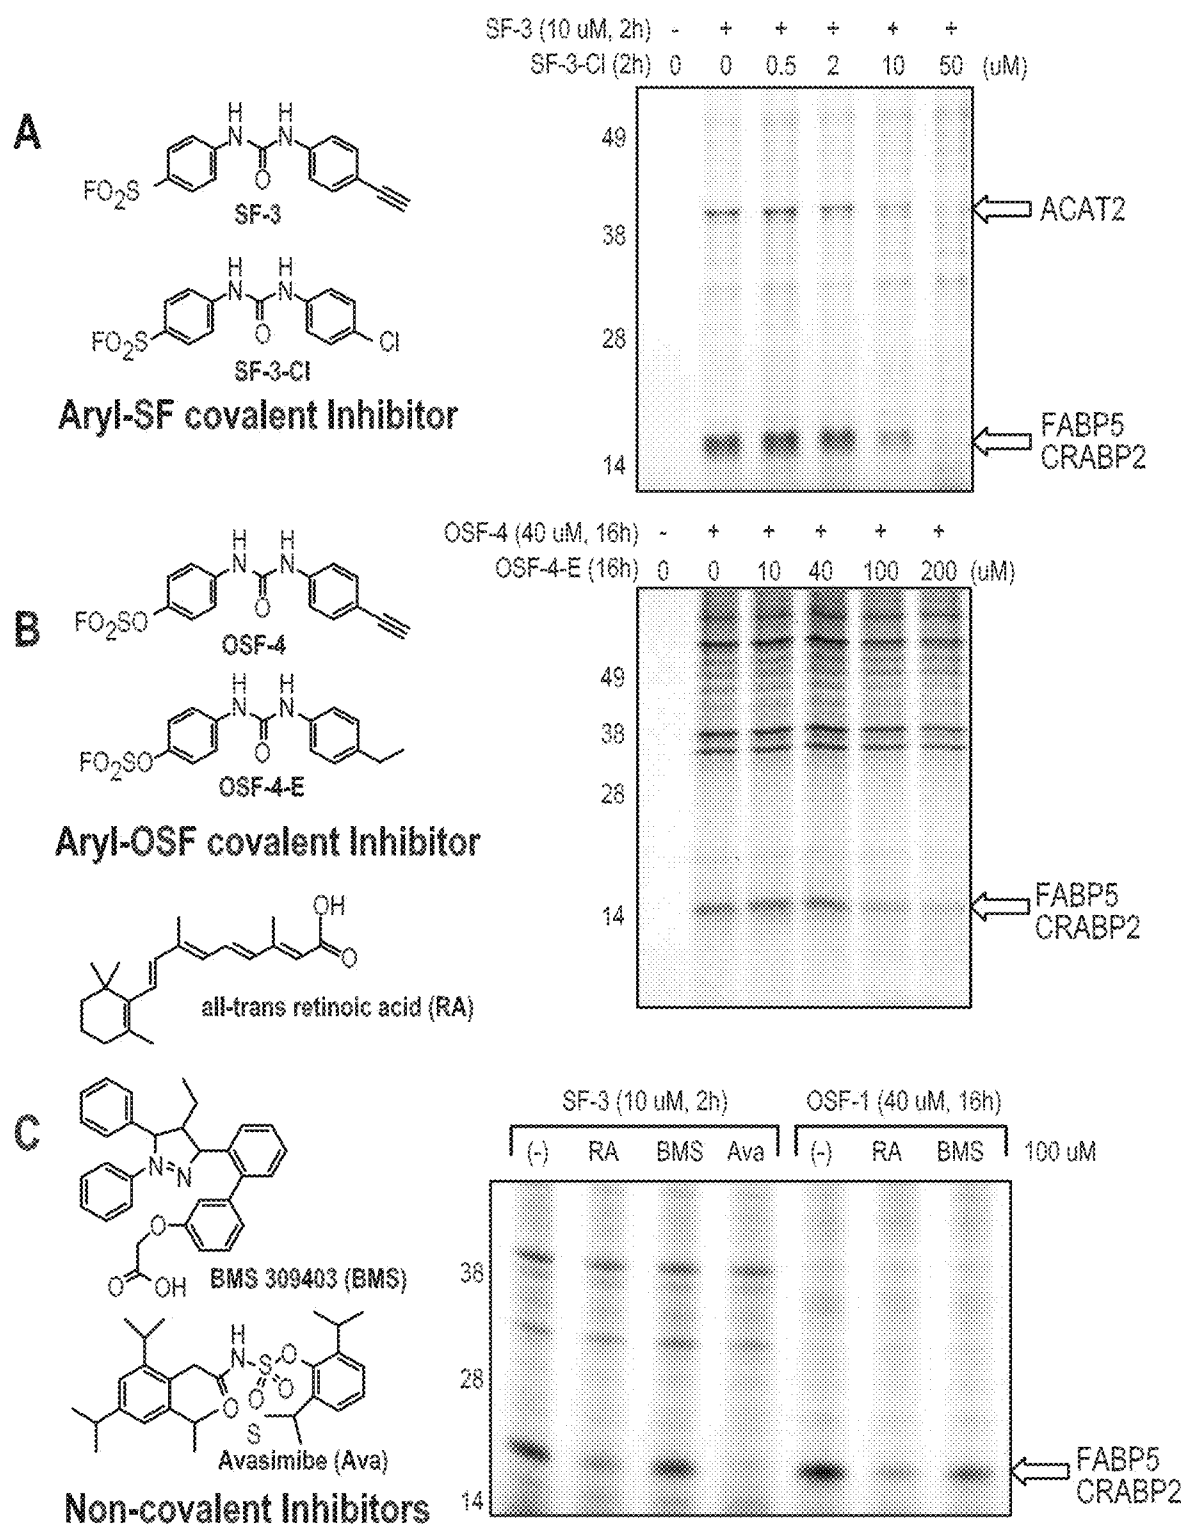 SF-3 (10 uM, 2h) - + + + + +
SF-3-Cl (2h) 0 0 0.5 2 10 50 (uM)
A
H H
N N
O
FO2S
SF-3
H H
N N
O
FO2S
Cl
SF-3-Cl
Aryl-SF covalent Inhibitor
49
38
28
14
ACAT2
FABP5
CRABP2
OSF-4 (40 uM, 16h) - + + + + +
OSF-4-E (16h) 0 0 10 40 100 200 (uM)
B
H H
N N
O
FO2SO
OSF-4
H H
N N
O
FO2SO
OSF-4-E
Aryl-OSF covalent Inhibitor
49
38
28
14
FABP5
CRABP2
OH
O
all-trans retinoic acid (RA)
C
N=N
O
O OH
BMS 309403 (BMS)
H
N S O
O O O
S
Avasimibe (Ava)
Non-covalent Inhibitors
SF-3 (10 uM, 2h) OSF-1 (40 uM, 16h)
(-) RA BMS Ava (-) RA BMS 100 uM
38
28
14
FABP5
CRABP2